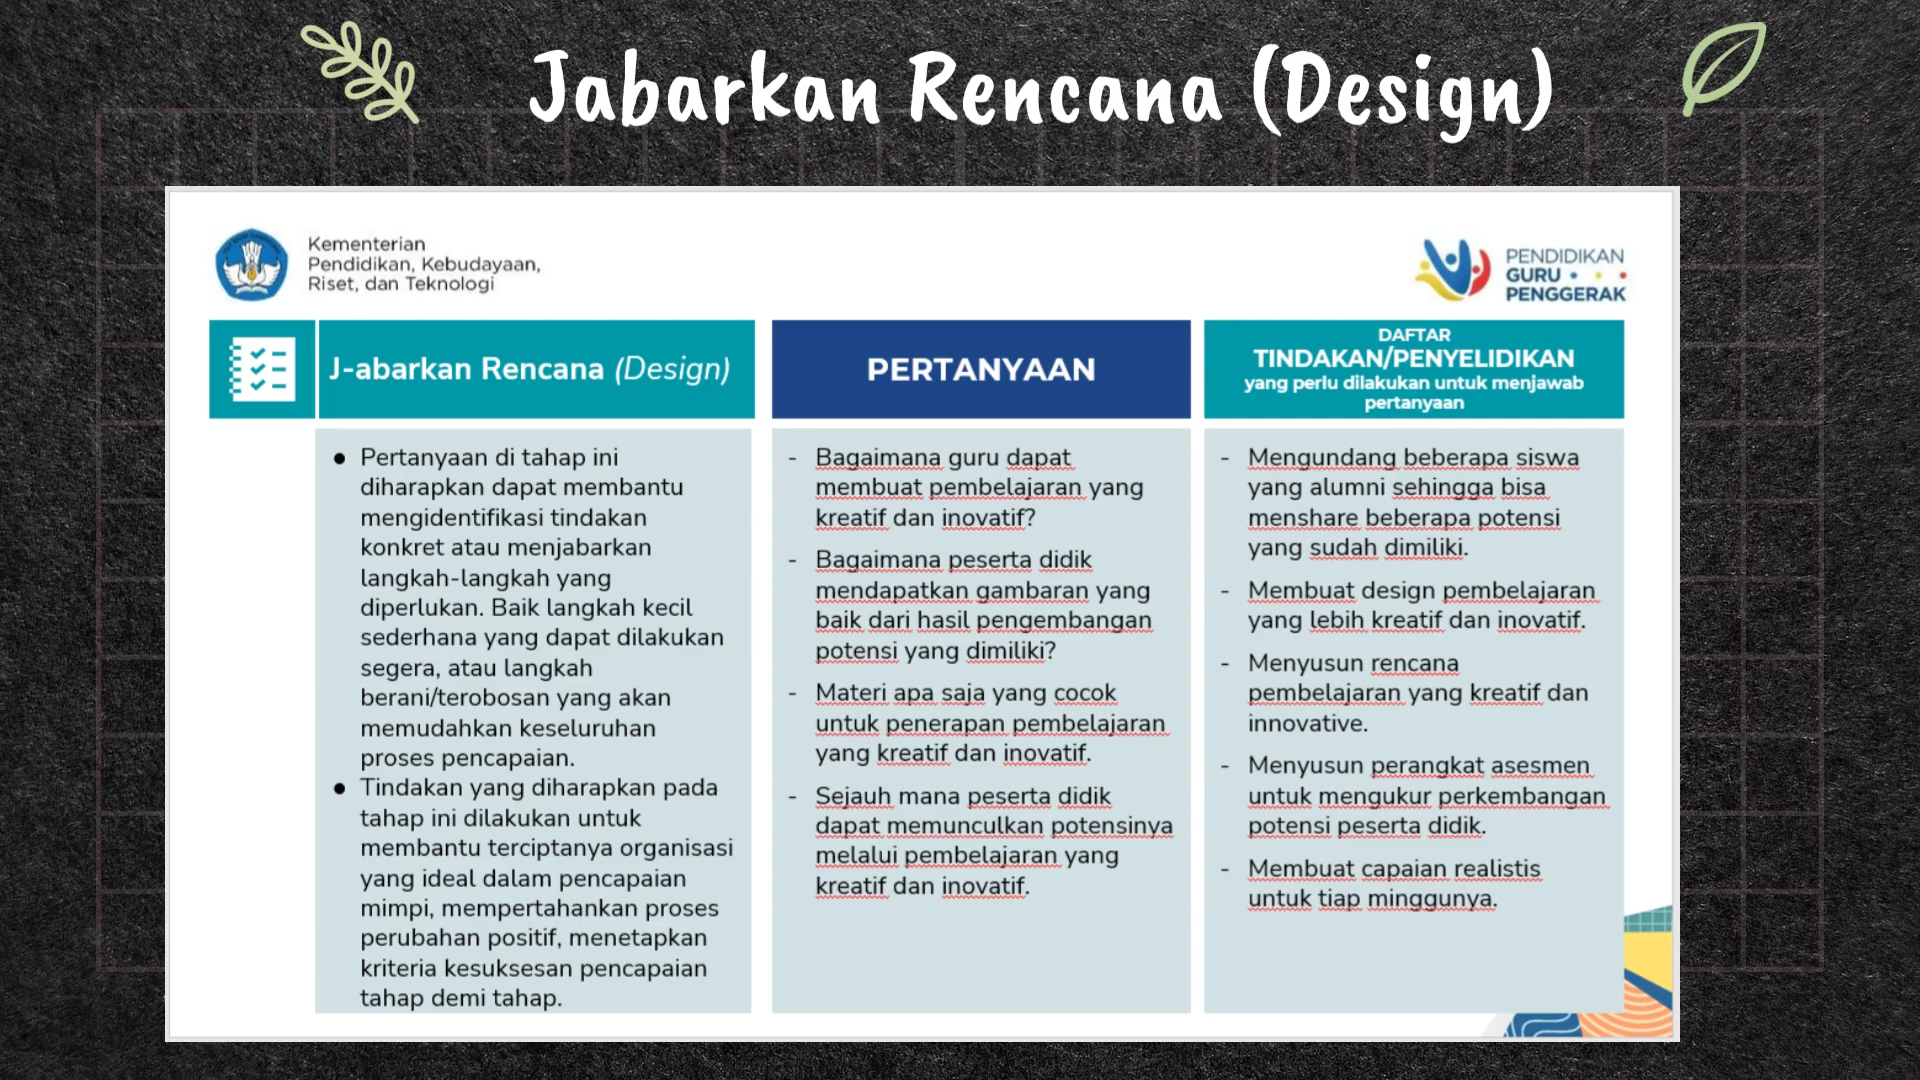 Jabarkan Rencana (Design)
Kementerian
Pendidikan, Kebudayaan,
Riset, dan Teknologi
PENDIDIKAN
GURU
PENGGERAK
J-abarkan Rencana (Design)
● Pertanyaan di tahap ini
diharapkan dapat membantu
mengidentifikasi tindakan
konkret atau menjabarkan
langkah-langkah yang
diperlukan. Baik langkah kecil
sederhana yang dapat dilakukan
segera, atau langkah
berani/terobosan yang akan
memudahkan keseluruhan
proses pencapaian.
● Tindakan yang diharapkan pada
tahap ini dilakukan untuk
membantu terciptanya organisasi
yang ideal dalam pencapaian
mimpi, mempertahankan proses
perubahan positif, menetapkan
kriteria kesuksesan pencapaian
tahap demi tahap.
PERTANYAAN
- Bagaimana guru dapat
membuat pembelajaran yang
kreatif dan inovatif?
- Bagaimana peserta didik
mendapatkan gambaran yang
baik dari hasil pengembangan
potensi yang dimiliki?
- Materi apa saja yang cocok
untuk penerapan pembelajaran
yang kreatif dan inovatif.
- Sejauh mana peserta didik
dapat memunculkan potensinya
melalui pembelajaran yang
kreatif dan inovatif.
DAFTAR
TINDAKAN/PENYELIDIKAN
yang perlu dilakukan untuk menjawab
pertanyaan
- Mengundang beberapa siswa
yang alumni sehingga bisa
menshare beberapa potensi
yang sudah dimiliki.
- Membuat design pembelajaran
yang lebih kreatif dan inovatif.
- Menyusun rencana
pembelajaran yang kreatif dan
innovative.
- Menyusun perangkat asesmen
untuk mengukur perkembangan
potensi peserta didik.
- Membuat capaian realistis
untuk tiap minggunya.